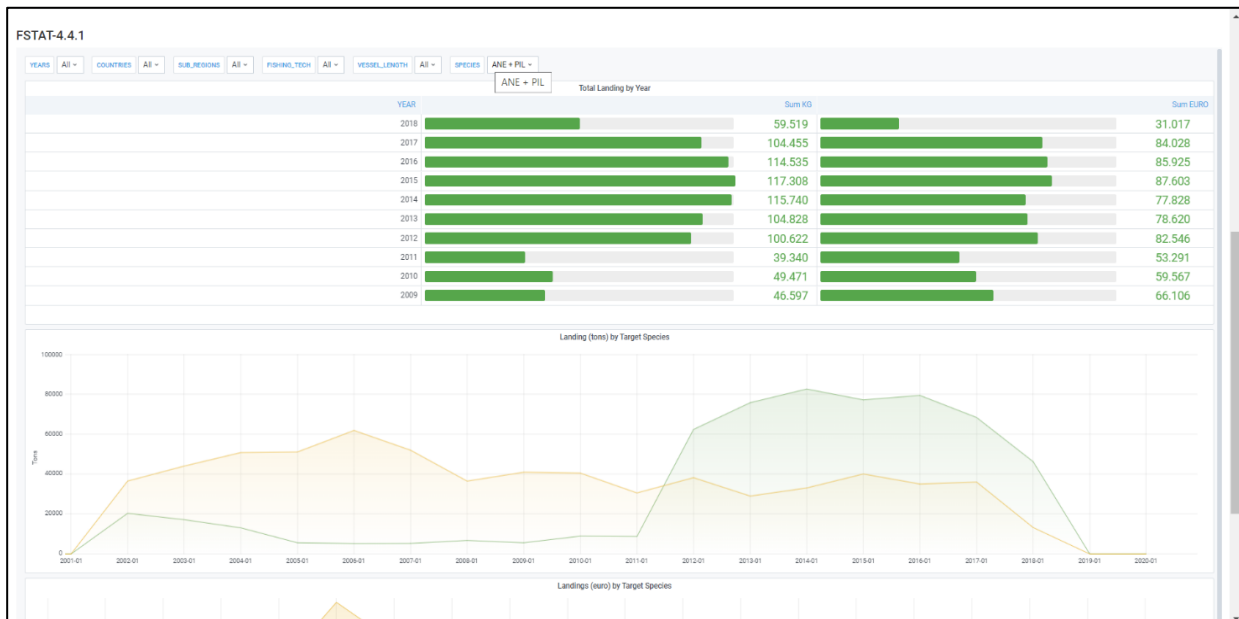 FSTAT-4.4.1
YEARS All COUNTRIES All SUB_REGIONS All FISHING_TECH All VESSEL_LENGTH All SPECIES ANE + PIL
ANE + PIL
Total Landing by Year
YEAR Sum KG Sum EURO
2018 59.519 31.017
2017 104.455 84.028
2016 114.535 85.925
2015 117.308 87.603
2014 115.740 77.828
2013 104.828 78.620
2012 100.622 82.546
2011 39.340 53.291
2010 49.471 59.567
2009 46.597 66.106
Landing (tons) by Target Species
100000
80000
60000
Tons
40000
20000
0
2001-01 2002-01 2003-01 2004-01 2005-01 2006-01 2007-01 2008-01 2009-01 2010-01 2011-01 2012-01 2013-01 2014-01 2015-01 2016-01 2017-01 2018-01 2019-01 2020-01
Landings (euro) by Target Species